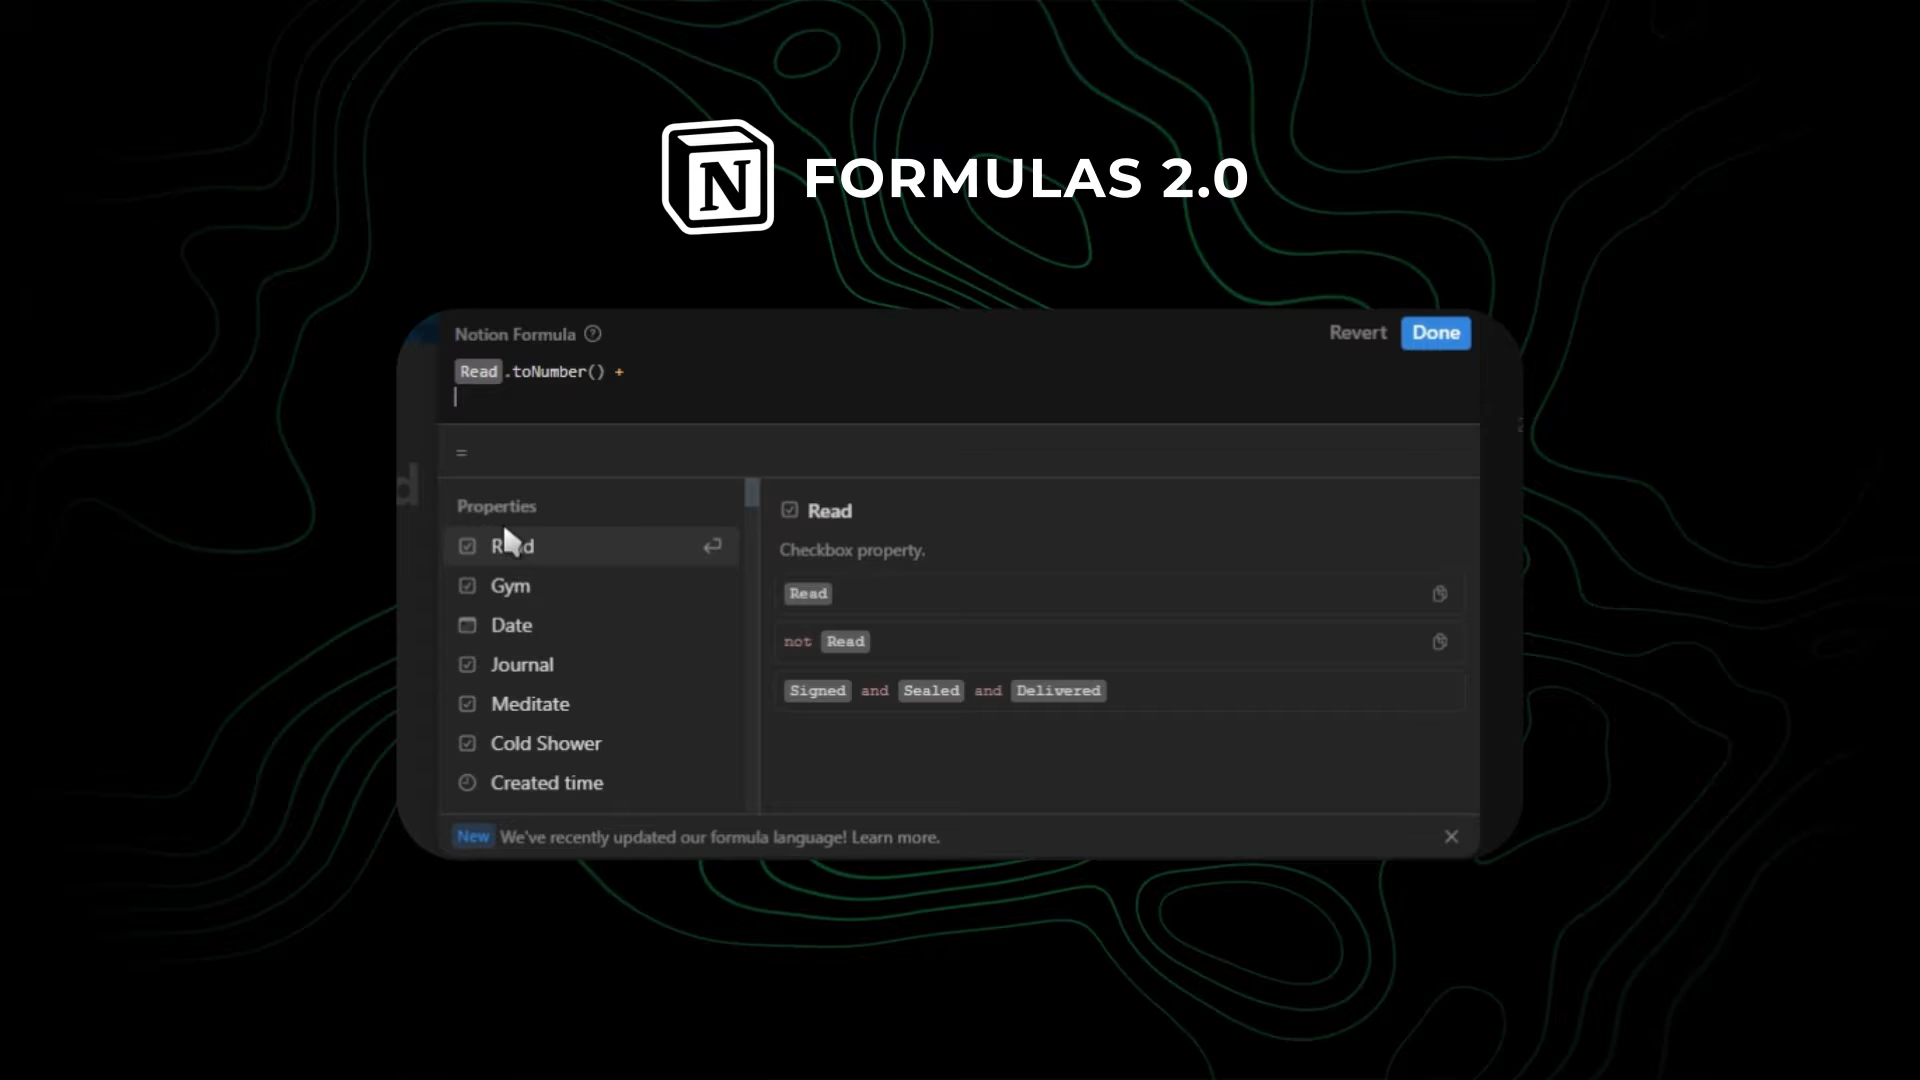 N FORMULAS 2.0
Notion Formula
Revert
Done
Read.toNumber() +
=
Properties
Read
Gym
Date
Journal
Meditate
Cold Shower
Created time
Read
Checkbox property.
Read
not Read
Signed and Sealed and Delivered
New We've recently updated our formula language! Learn more.